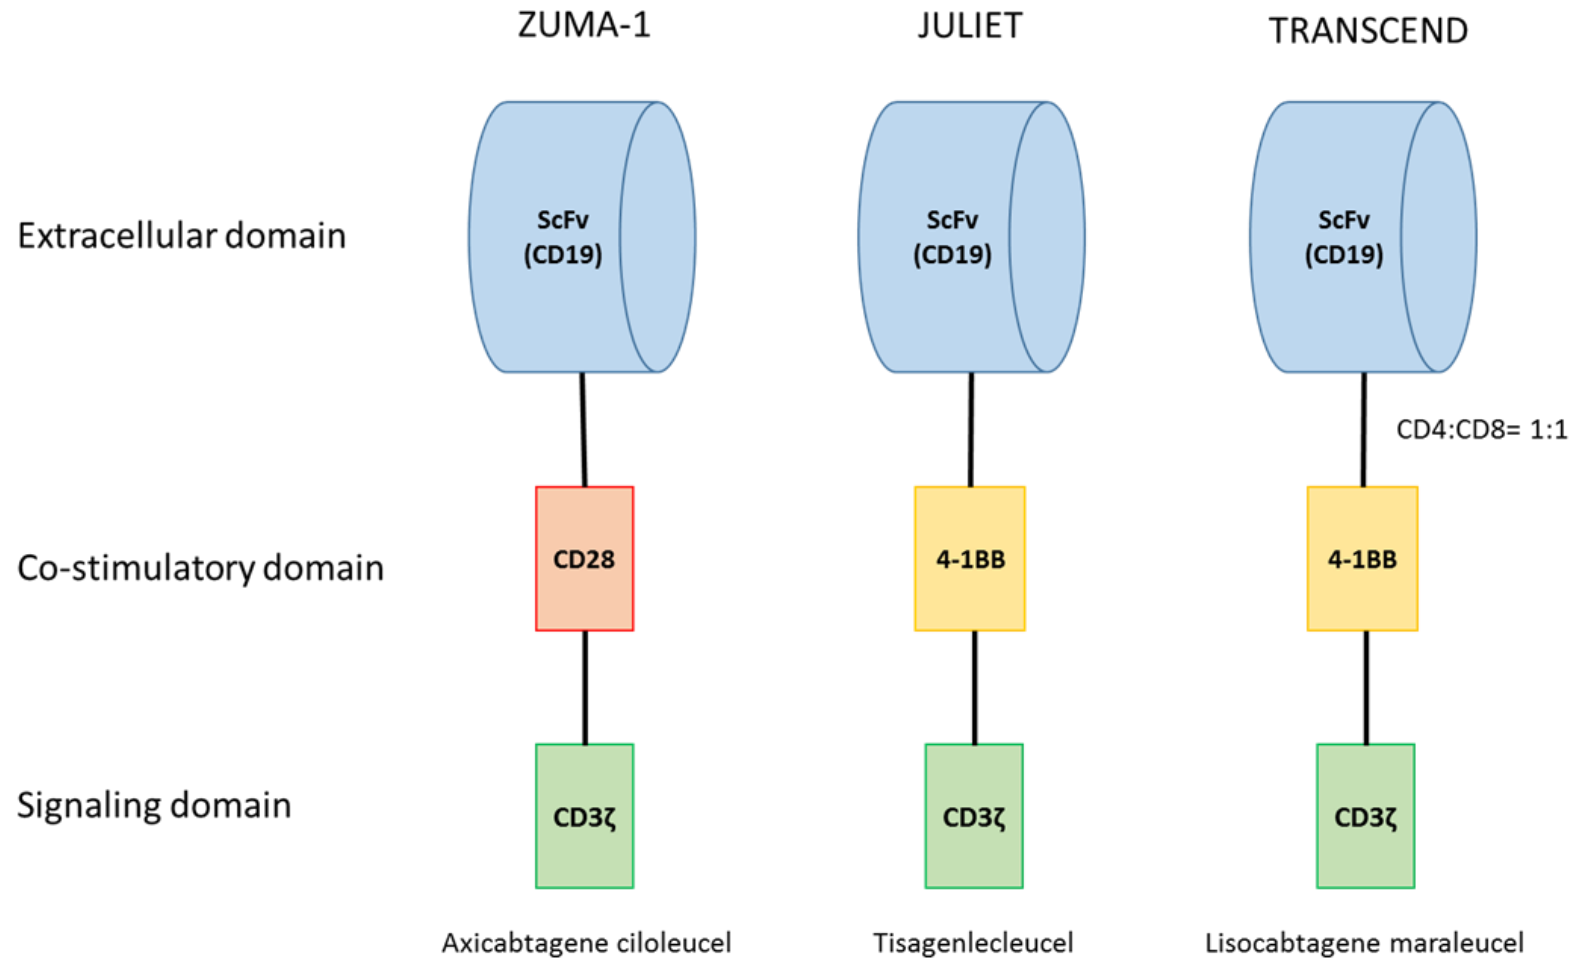 ZUMA-1
JULIET
TRANSCEND
Extracellular domain
ScFv
(CD19)
ScFv
(CD19)
ScFv
(CD19)
CD4:CD8= 1:1
Co-stimulatory domain
CD28
4-1BB
4-1BB
Signaling domain
CD3ζ
CD3ζ
CD3ζ
Axicabtagene ciloleucel
Tisagenlecleucel
Lisocabtagene maraleucel